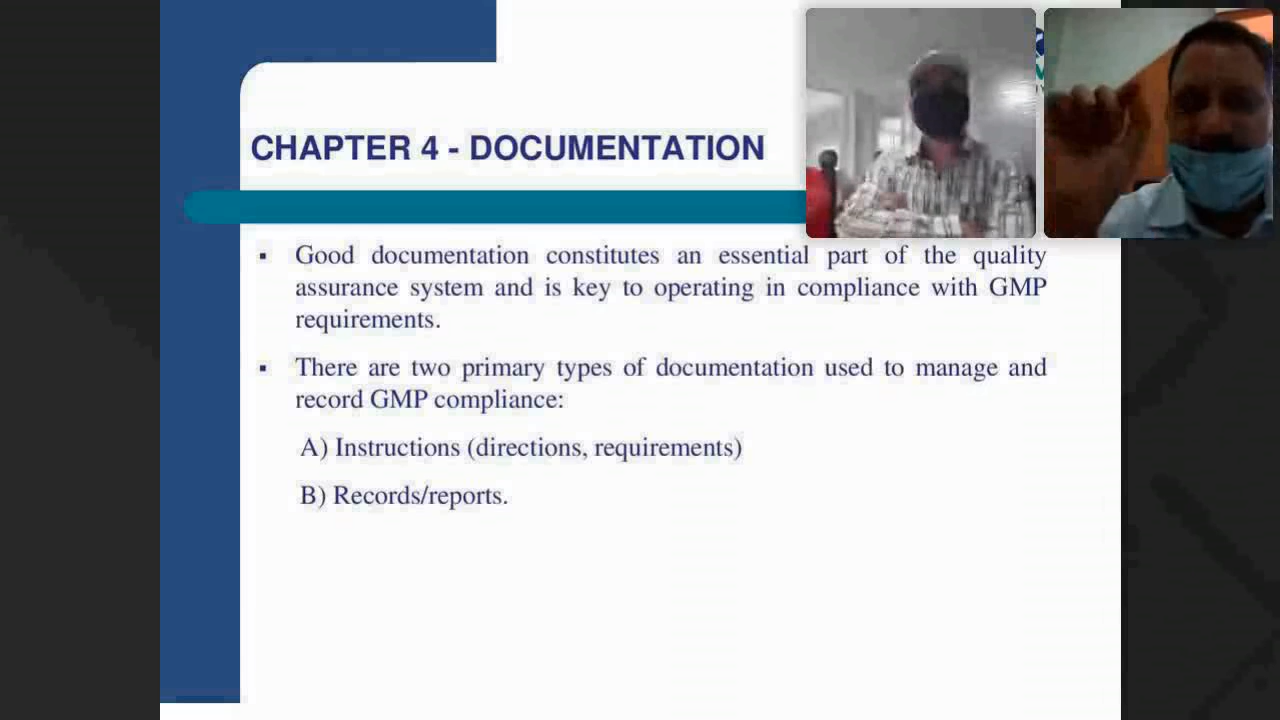 CHAPTER 4 - DOCUMENTATION
▪ Good documentation constitutes an essential part of the quality
assurance system and is key to operating in compliance with GMP
requirements.
▪ There are two primary types of documentation used to manage and
record GMP compliance:
A) Instructions (directions, requirements)
B) Records/reports.